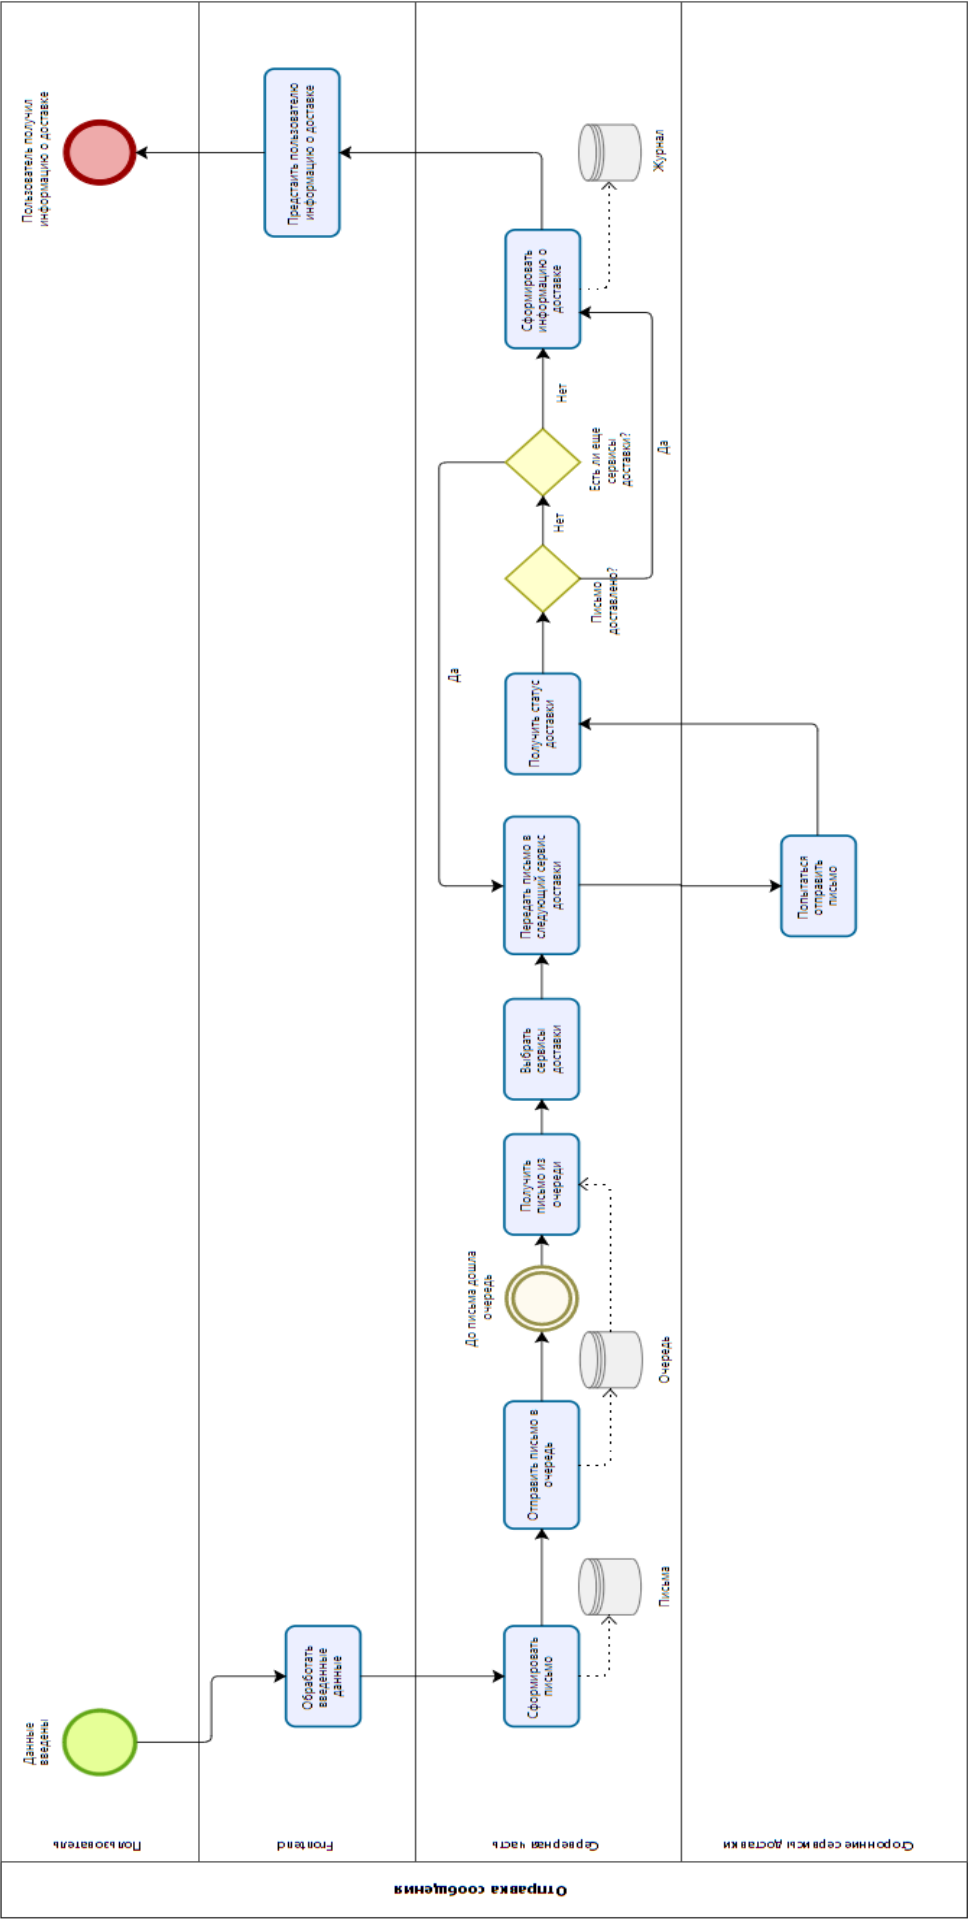 Отправка сообщения
Пользователь
Данные
введены
Пользователь получил
информацию о доставке
Frontend
Обработать
введенные
данные
Предстаить пользователю
информацию о доставке
Серверная часть
Сформировать
письмо
Письма
Отправить письмо в
очередь
Очередь
До письма дошла
очередь
Получить
письмо из
очереди
Выбрать
сервисы
доставки
Передать письмо в
следующий сервис
доставки
Получить статус
доставки
Письмо
доставлено?
Да
Нет
Есть ли еще
сервисы
доставки?
Да
Нет
Сформировать
информацию о
доставке
Журнал
Сторонние сервисы доставки
Попытаться
отправить
письмо